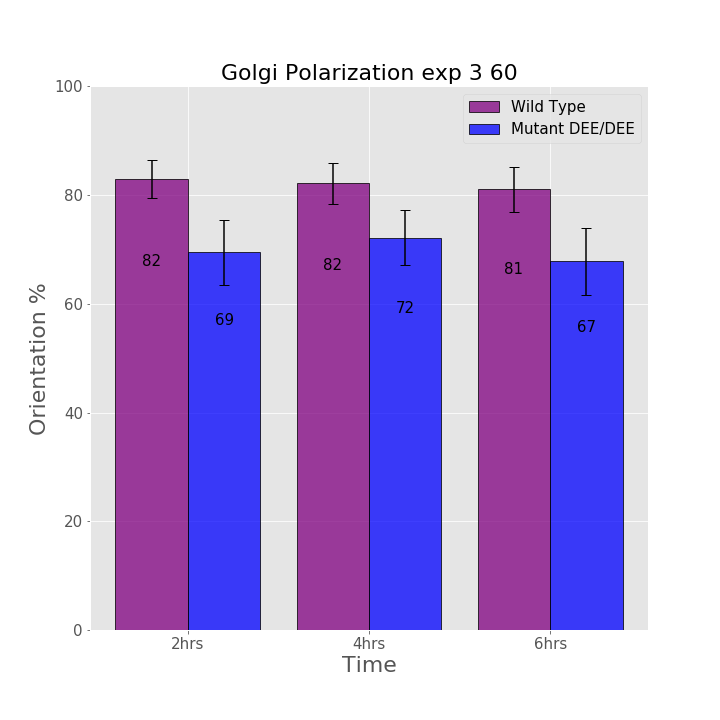 Golgi Polarization exp 3 60
100
80
60
40
20
0
Orientation %
Wild Type
Mutant DEE/DEE
82
69
82
72
81
67
2hrs
4hrs
6hrs
Time